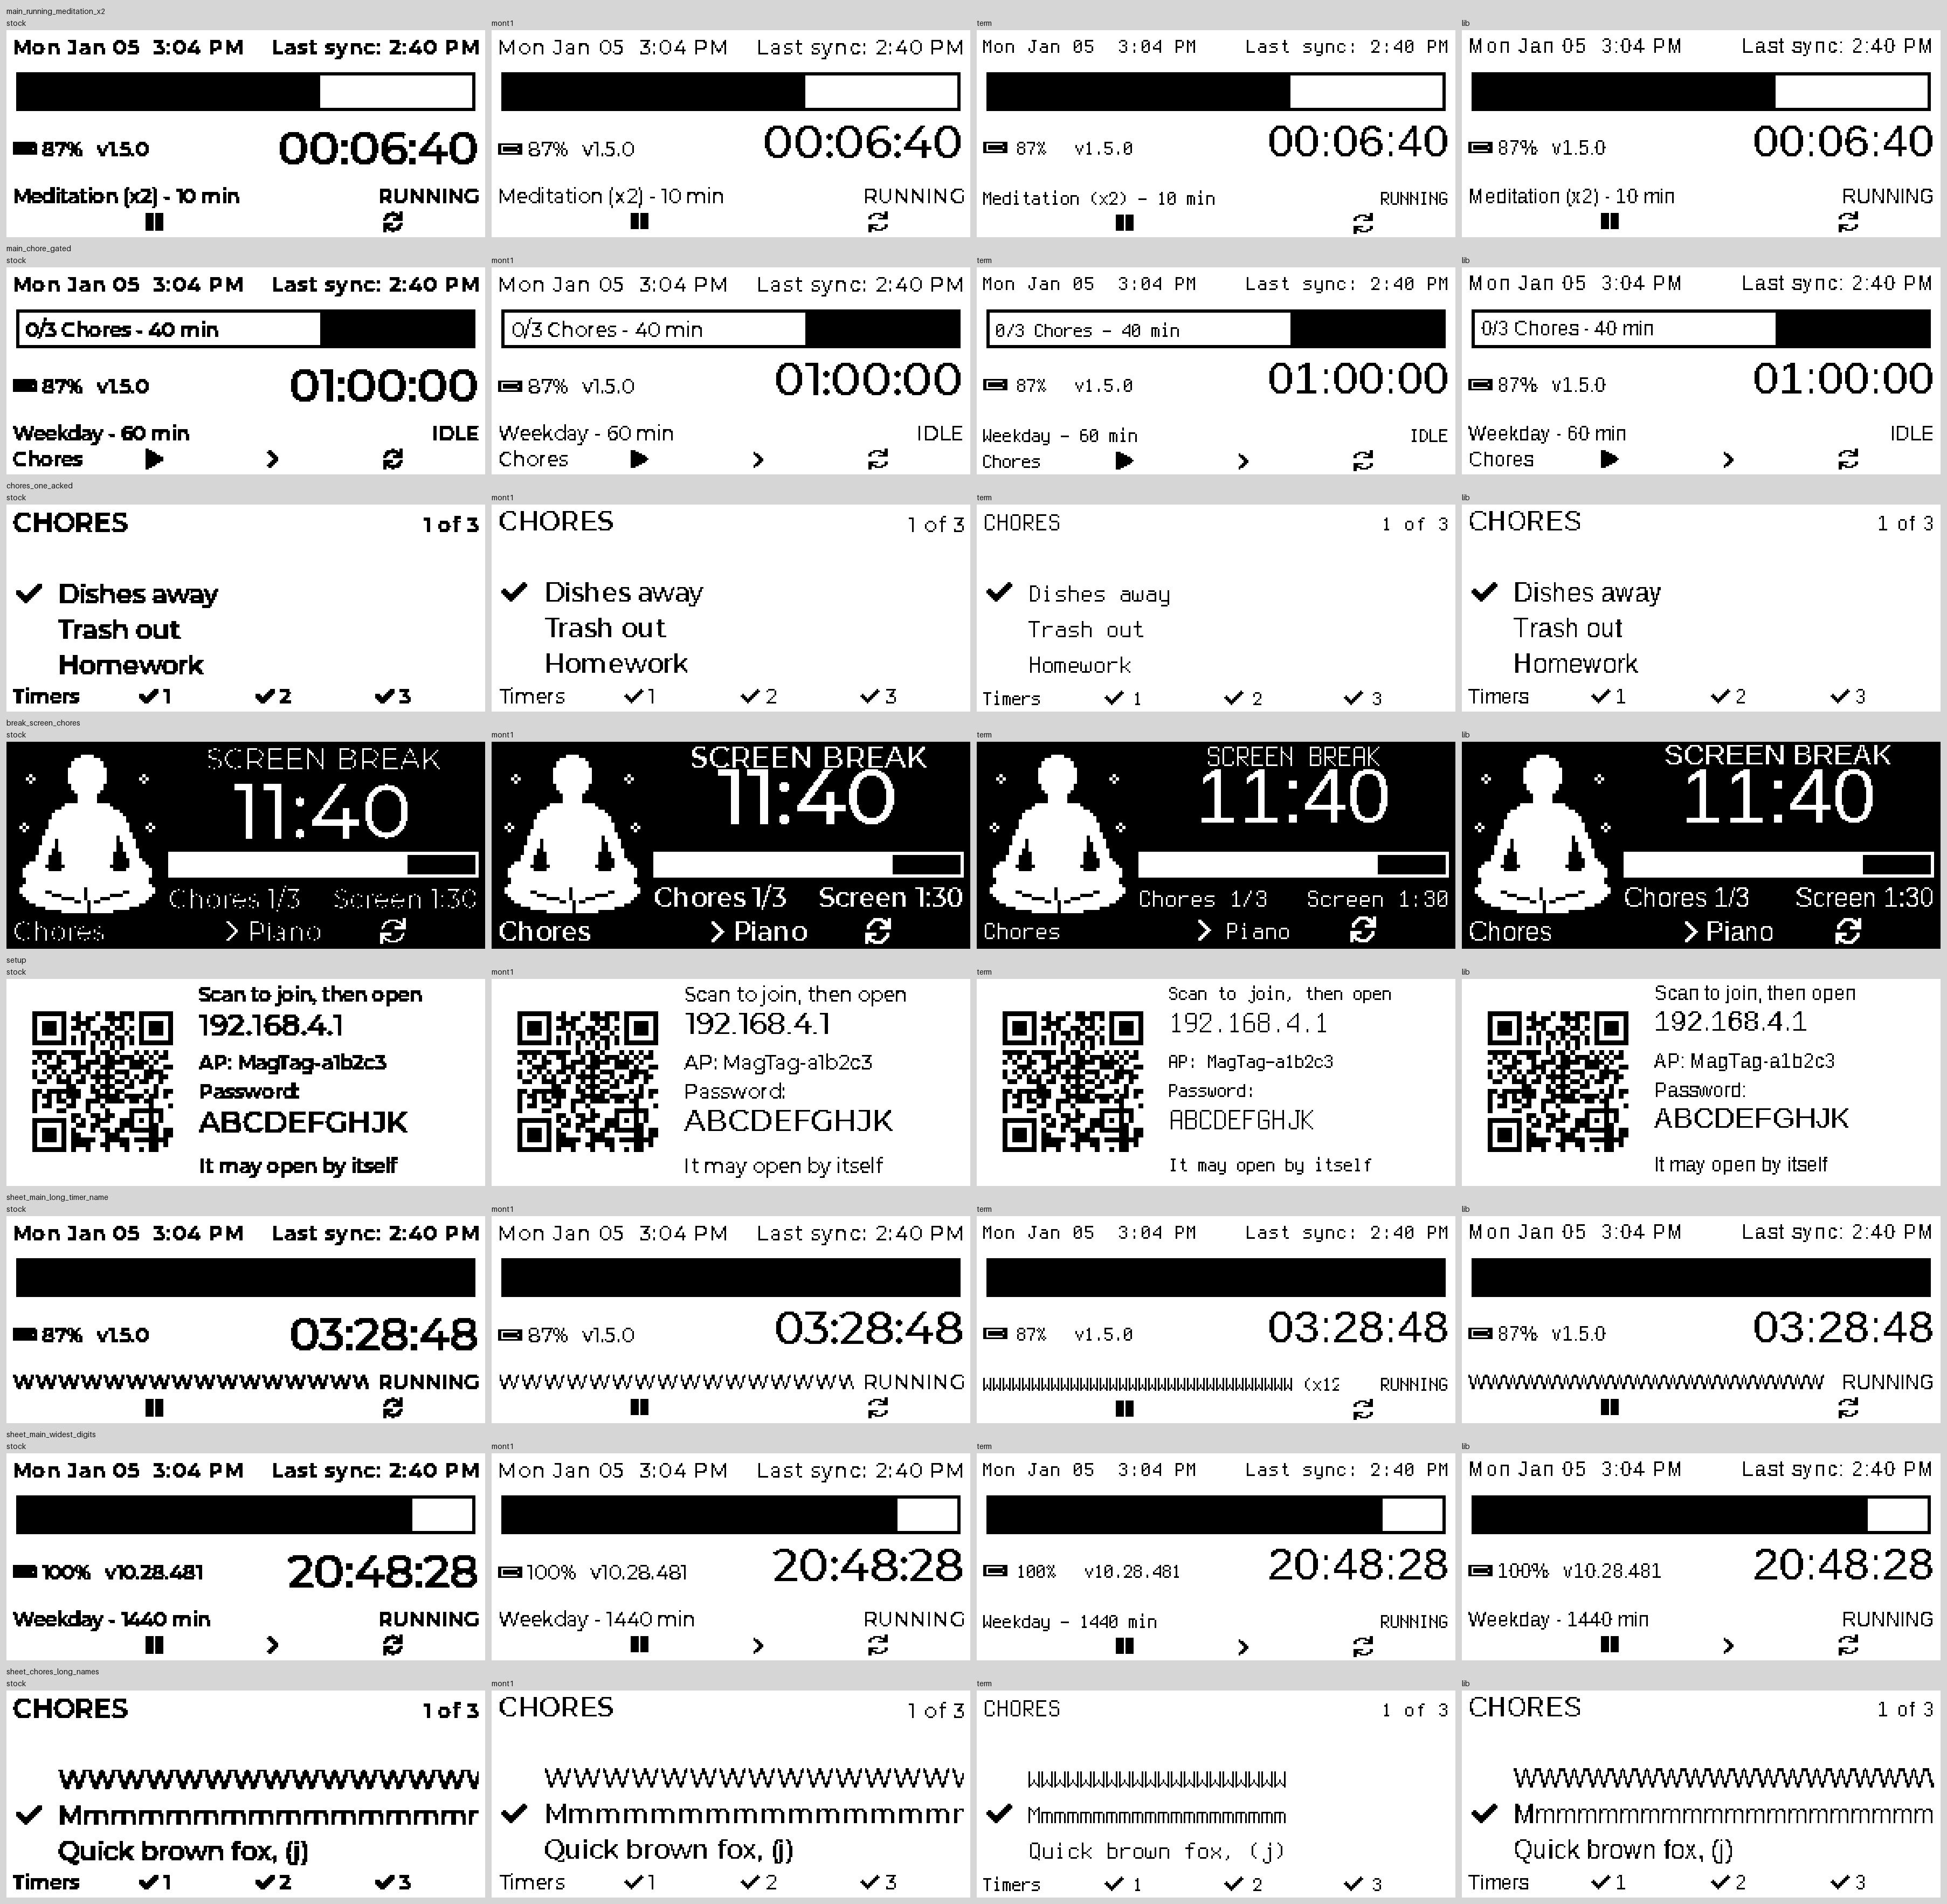 main_running_meditation_x2
stock mont1 term lib
Mon Jan 05 3:04 PM Last sync: 2:40 PM Mon Jan 05 3:04 PM Last sync: 2:40 PM Mon Jan 05 3:04 PM Last sync: 2:40 PM Mon Jan 05 3:04 PM Last sync: 2:40 PM
87% v1.5.0 00:06:40 87% v1.5.0 00:06:40 87% v1.5.0 00:06:40 87% v1.5.0 00:06:40
Meditation (x2) - 10 min RUNNING Meditation (x2) - 10 min RUNNING Meditation (x2) - 10 min RUNNING Meditation (x2) - 10 min RUNNING
main_chore_gated
stock mont1 term lib
Mon Jan 05 3:04 PM Last sync: 2:40 PM Mon Jan 05 3:04 PM Last sync: 2:40 PM Mon Jan 05 3:04 PM Last sync: 2:40 PM Mon Jan 05 3:04 PM Last sync: 2:40 PM
0/3 Chores - 40 min 0/3 Chores - 40 min 0/3 Chores - 40 min 0/3 Chores - 40 min
87% v1.5.0 01:00:00 87% v1.5.0 01:00:00 87% v1.5.0 01:00:00 87% v1.5.0 01:00:00
Weekday - 60 min IDLE Weekday - 60 min IDLE Weekday - 60 min IDLE Weekday - 60 min IDLE
Chores Chores Chores Chores
chores_one_acked
stock mont1 term lib
CHORES 1 of 3 CHORES 1 of 3 CHORES 1 of 3 CHORES 1 of 3
Dishes away Dishes away Dishes away Dishes away
Trash out Trash out Trash out Trash out
Homework Homework Homework Homework
Timers 1 2 3 Timers 1 2 3 Timers 1 2 3 Timers 1 2 3
break_screen_chores
stock mont1 term lib
SCREEN BREAK SCREEN BREAK SCREEN BREAK SCREEN BREAK
11:40 11:40 11:40 11:40
Chores 1/3 Screen 1:30 Chores 1/3 Screen 1:30 Chores 1/3 Screen 1:30 Chores 1/3 Screen 1:30
Chores > Piano Chores > Piano Chores > Piano Chores > Piano
setup
stock mont1 term lib
Scan to join, then open Scan to join, then open Scan to join, then open Scan to join, then open
192.168.4.1 192.168.4.1 192.168.4.1 192.168.4.1
AP: MagTag-a1b2c3 AP: MagTag-a1b2c3 AP: MagTag-a1b2c3 AP: MagTag-a1b2c3
Password: Password: Password: Password:
ABCDEFGHJK ABCDEFGHJK ABCDEFGHJK ABCDEFGHJK
It may open by itself It may open by itself It may open by itself It may open by itself
sheet_main_long_timer_name
stock mont1 term lib
Mon Jan 05 3:04 PM Last sync: 2:40 PM Mon Jan 05 3:04 PM Last sync: 2:40 PM Mon Jan 05 3:04 PM Last sync: 2:40 PM Mon Jan 05 3:04 PM Last sync: 2:40 PM
87% v1.5.0 03:28:48 87% v1.5.0 03:28:48 87% v1.5.0 03:28:48 87% v1.5.0 03:28:48
RUNNING RUNNING (x12 RUNNING RUNNING
sheet_main_widest_digits
stock mont1 term lib
Mon Jan 05 3:04 PM Last sync: 2:40 PM Mon Jan 05 3:04 PM Last sync: 2:40 PM Mon Jan 05 3:04 PM Last sync: 2:40 PM Mon Jan 05 3:04 PM Last sync: 2:40 PM
100% v10.28.481 20:48:28 100% v10.28.481 20:48:28 100% v10.28.481 20:48:28 100% v10.28.481 20:48:28
Weekday - 1440 min RUNNING Weekday - 1440 min RUNNING Weekday - 1440 min RUNNING Weekday - 1440 min RUNNING
sheet_chores_long_names
stock mont1 term lib
CHORES 1 of 3 CHORES 1 of 3 CHORES 1 of 3 CHORES 1 of 3
Quick brown fox, (j) Quick brown fox, (j) Quick brown fox, (j) Quick brown fox, (j)
Timers 1 2 3 Timers 1 2 3 Timers 1 2 3 Timers 1 2 3